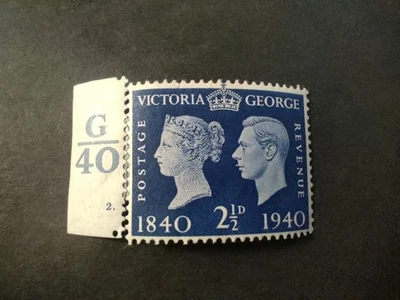 G
40
2.
VICTORIA GEORGE
POSTAGE
REVENUE
1840 2½D 1940